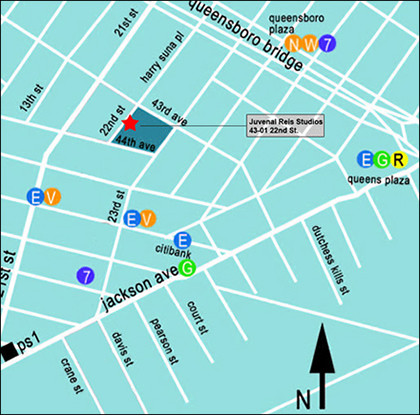 queensboro
plaza
N W 7
queensboro bridge
21st st
harry suna pl
13th st
22nd st
43rd ave
44th ave
Juvenal Reis Studios
43-01 22nd St.
E G R
queens plaza
E V
23rd st
E V
E
citibank
G
jackson ave
7
21st st
dutchess kills st
court st
pearson st
davis st
crane st
ps1
N